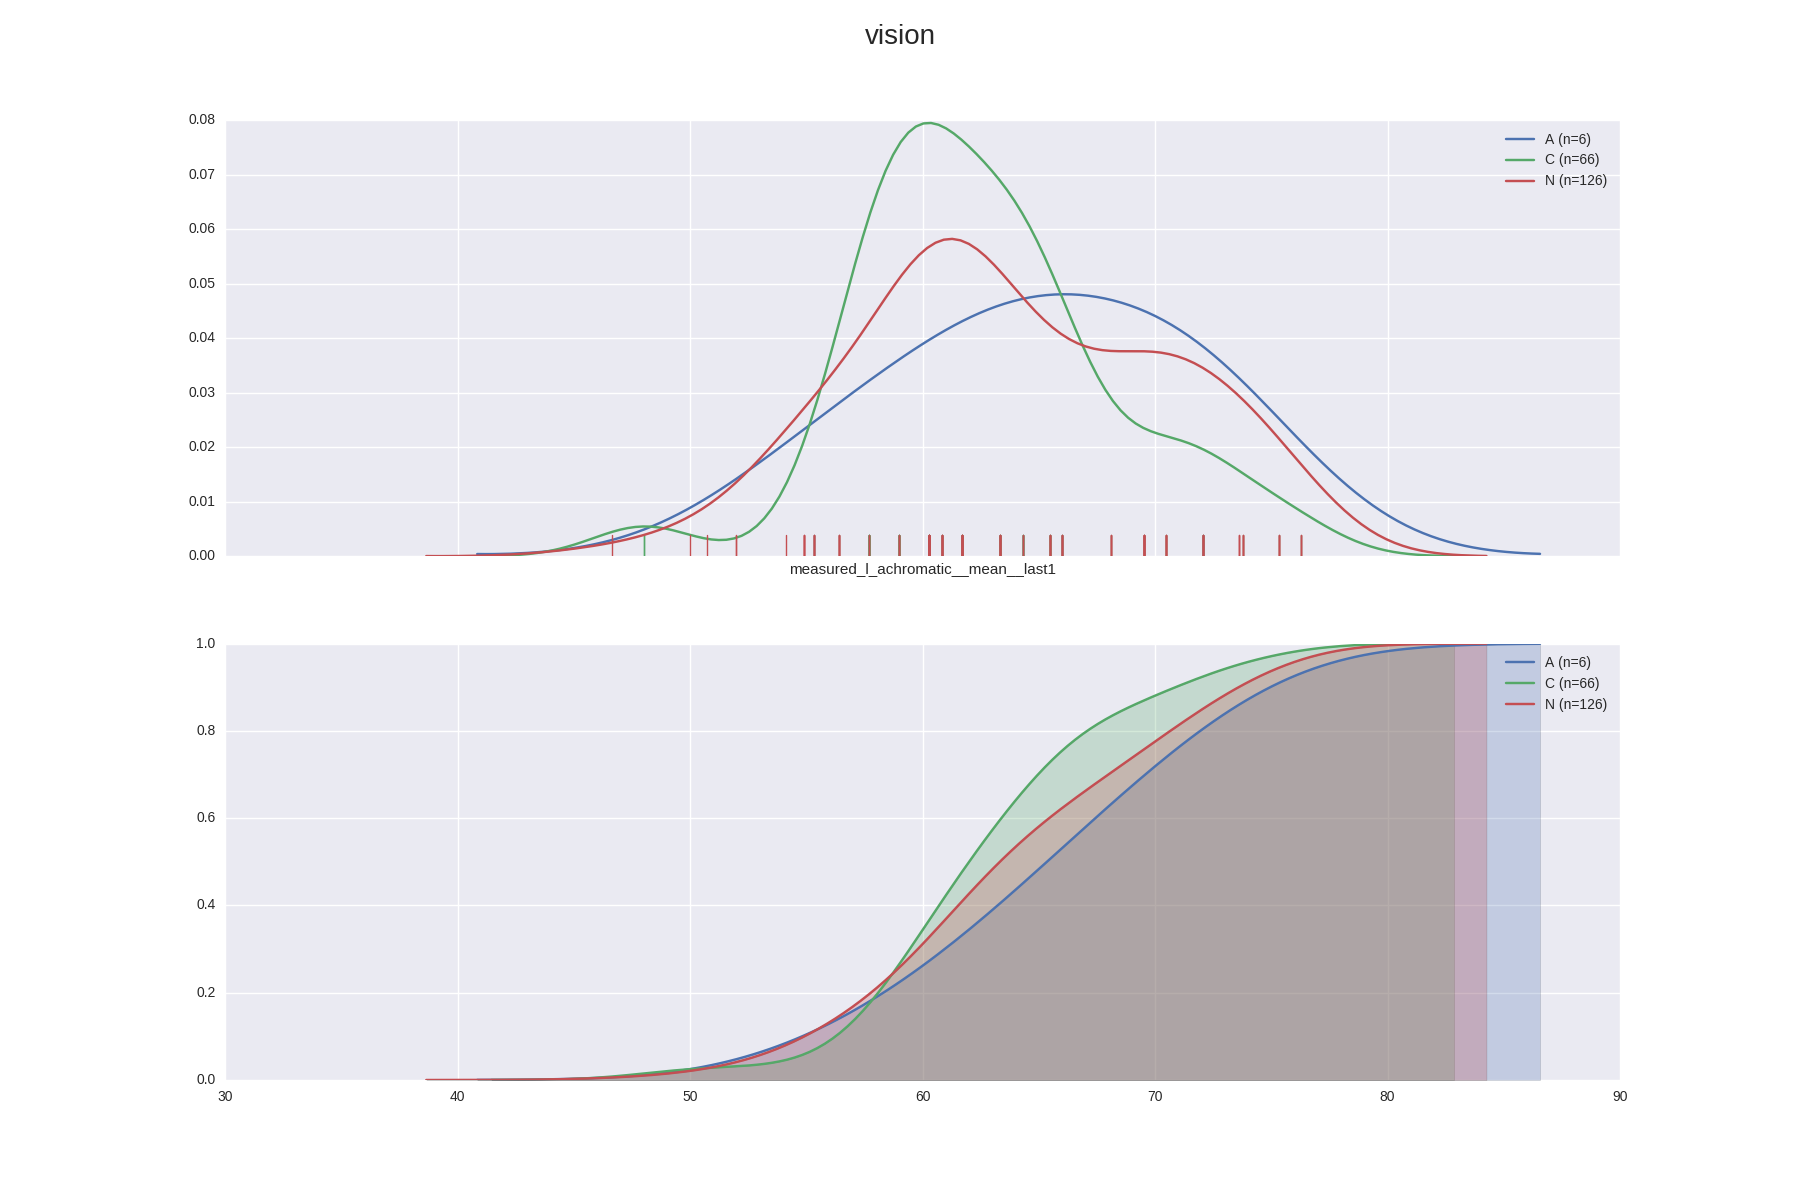 vision
0.08
0.07
0.06
0.05
0.04
0.03
0.02
0.01
0.00
A (n=6)
C (n=66)
N (n=126)
measured_l_achromatic__mean__last1
1.0
0.8
0.6
0.4
0.2
0.0
A (n=6)
C (n=66)
N (n=126)
30 40 50 60 70 80 90